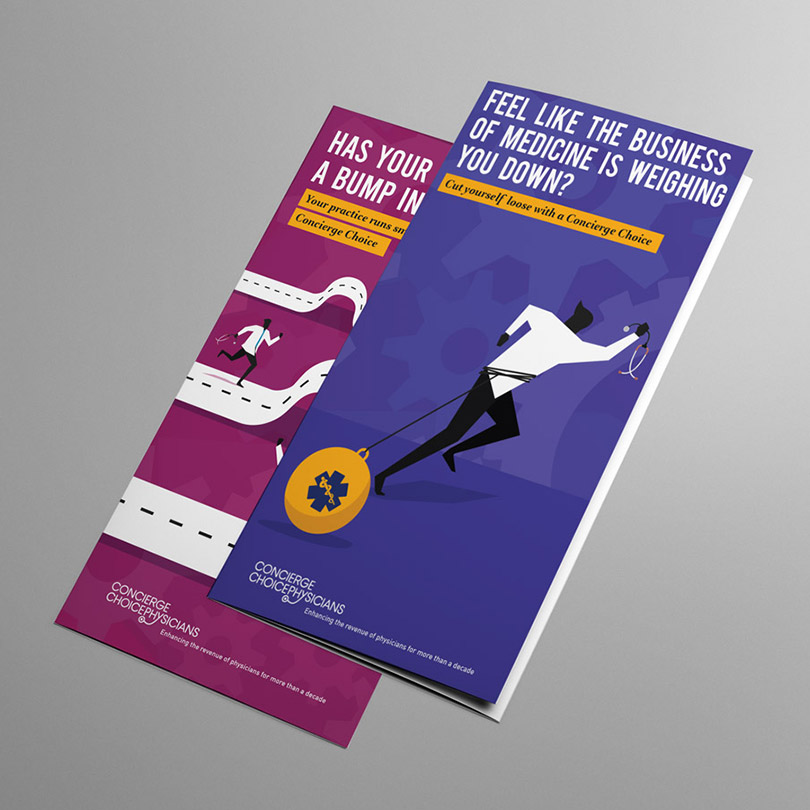 HAS YOUR
A BUMP IN
Your practice runs
Concierge Choice
CONCIERGE
CHOICEPHYSICIANS
Enhancing the revenue of physicians for more than a decade
FEEL LIKE THE BUSINESS
OF MEDICINE IS WEIGHING
YOU DOWN?
Cut yourself loose with a Concierge Choice
CONCIERGE
CHOICEPHYSICIANS
Enhancing the revenue of physicians for more than a decade